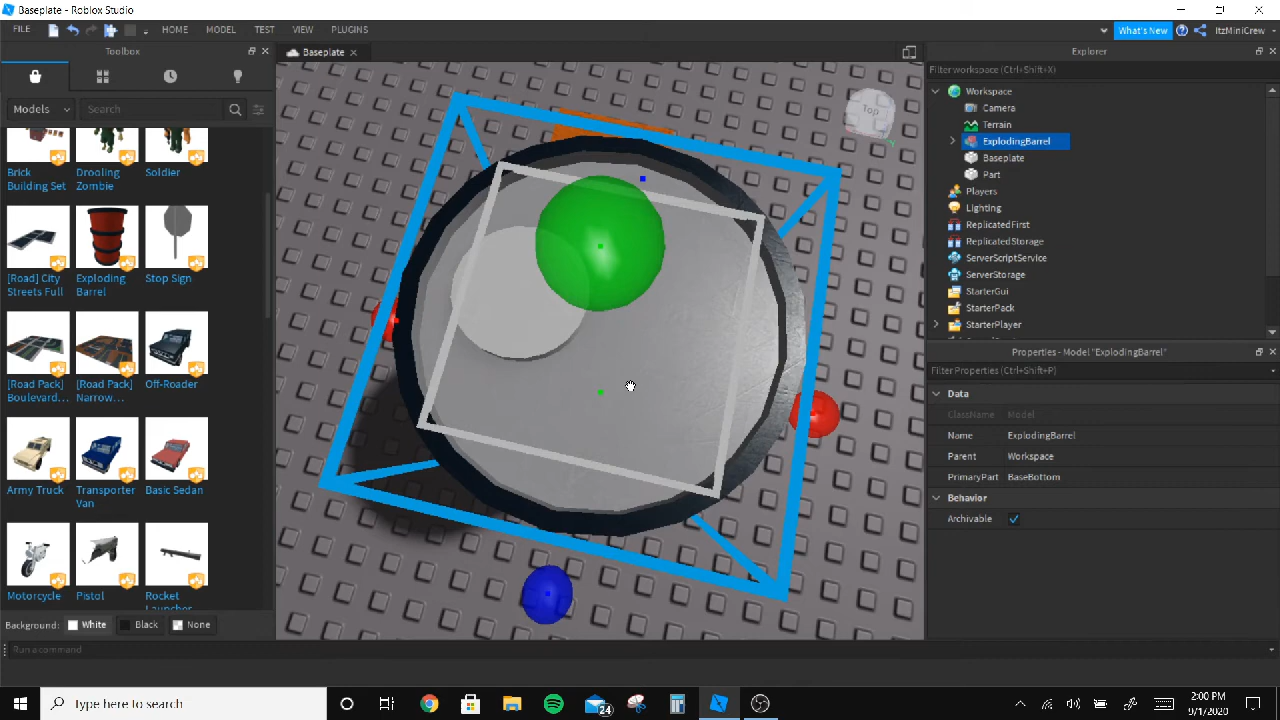 Baseplate - Roblox Studio
FILE HOME MODEL TEST VIEW PLUGINS What's New ItzMiniCrew
Toolbox
Models Search
Brick Building Set
Drooling Zombie
Soldier
[Road] City Streets Full
Exploding Barrel
Stop Sign
[Road Pack] Boulevard...
[Road Pack] Narrow...
Off-Roader
Army Truck
Transporter Van
Basic Sedan
Motorcycle
Pistol
Rocket Launcher
Background: White Black None
Baseplate
Top
Explorer
Filter workspace (Ctrl+Shift+X)
Workspace
Camera
Terrain
ExplodingBarrel
Baseplate
Part
Players
Lighting
ReplicatedFirst
ReplicatedStorage
ServerScriptService
ServerStorage
StarterGui
StarterPack
StarterPlayer
Properties - Model "ExplodingBarrel"
Filter Properties (Ctrl+Shift+P)
Data
ClassName Model
Name ExplodingBarrel
Parent Workspace
PrimaryPart BaseBottom
Behavior
Archivable
Run a command
Type here to search
24
2:00 PM
9/1/2020